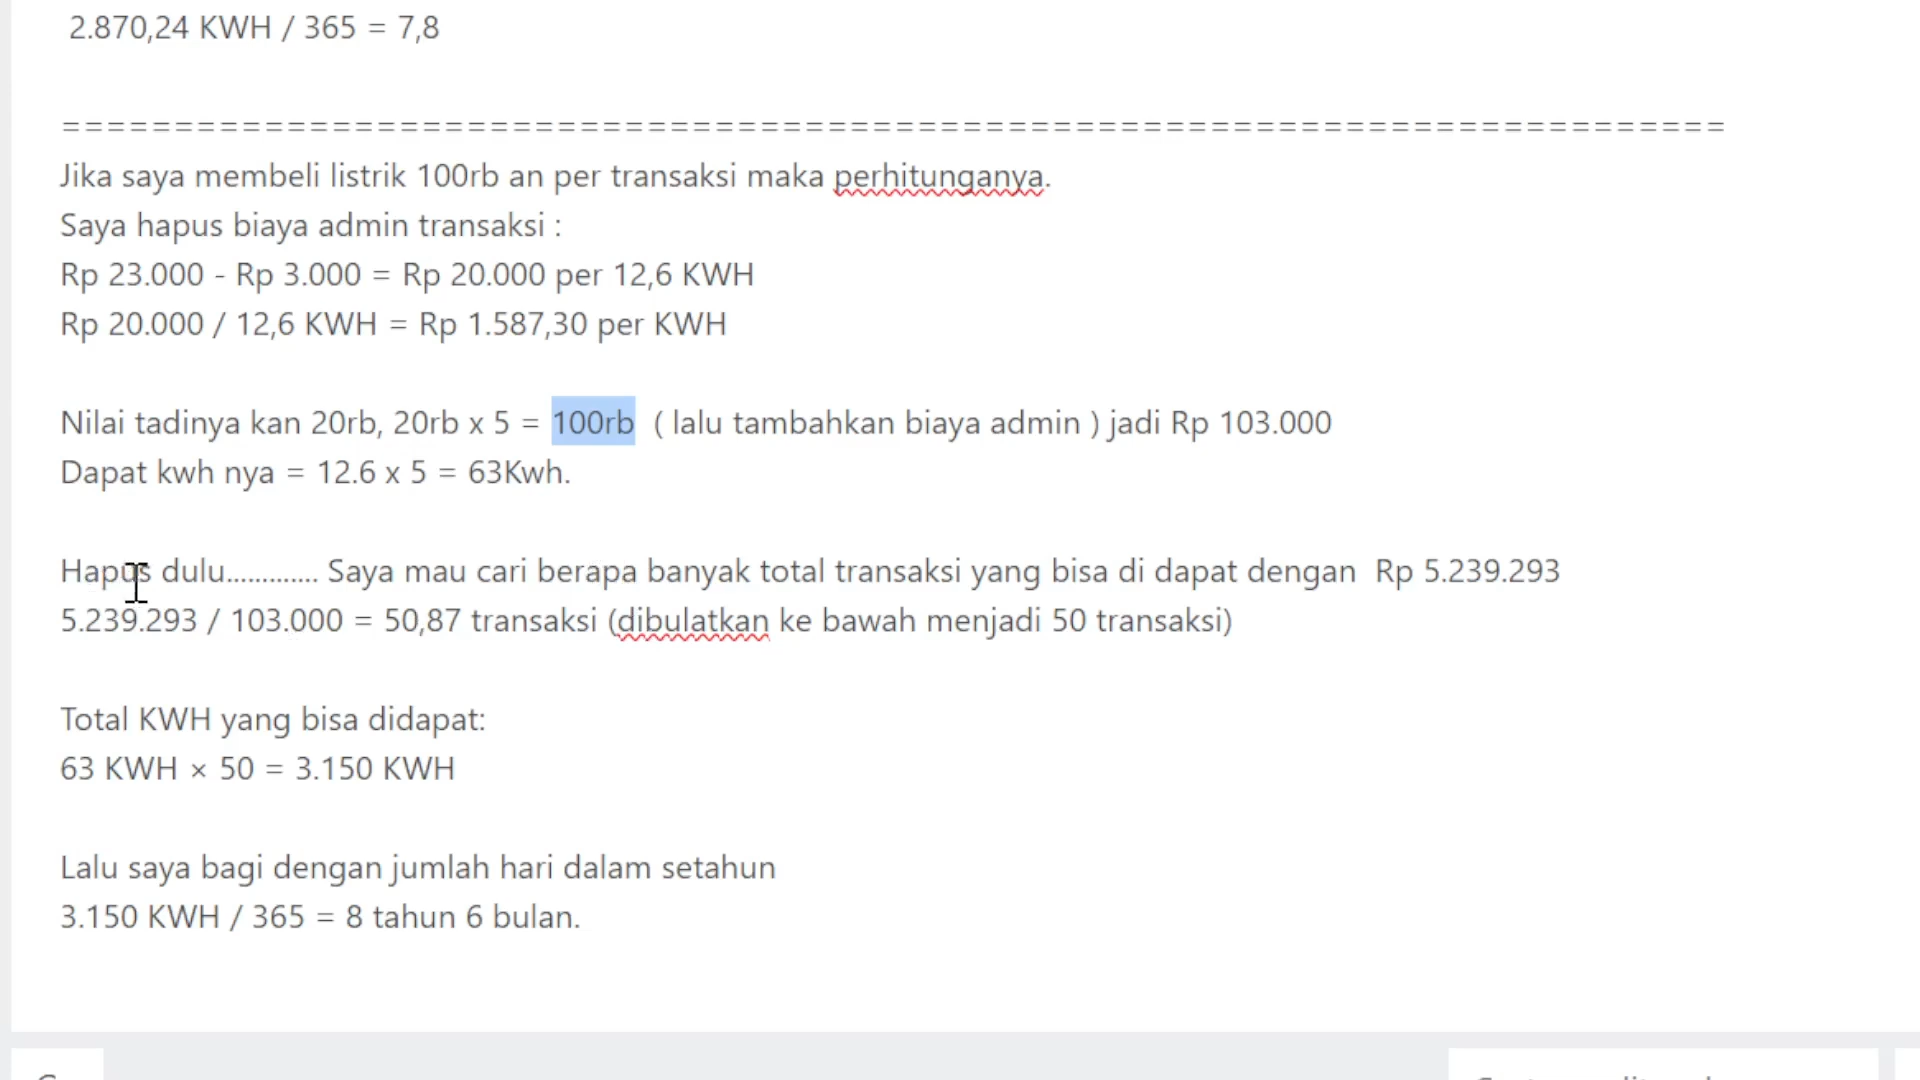 2.870,24 KWH / 365 = 7,8
==========================================================================
Jika saya membeli listrik 100rb an per transaksi maka perhitunganya.
Saya hapus biaya admin transaksi :
Rp 23.000 - Rp 3.000 = Rp 20.000 per 12,6 KWH
Rp 20.000 / 12,6 KWH = Rp 1.587,30 per KWH
Nilai tadinya kan 20rb, 20rb x 5 = 100rb ( lalu tambahkan biaya admin ) jadi Rp 103.000
Dapat kwh nya = 12.6 x 5 = 63Kwh.
Hapus dulu............. Saya mau cari berapa banyak total transaksi yang bisa di dapat dengan Rp 5.239.293
5.239.293 / 103.000 = 50,87 transaksi (dibulatkan ke bawah menjadi 50 transaksi)
Total KWH yang bisa didapat:
63 KWH × 50 = 3.150 KWH
Lalu saya bagi dengan jumlah hari dalam setahun
3.150 KWH / 365 = 8 tahun 6 bulan.